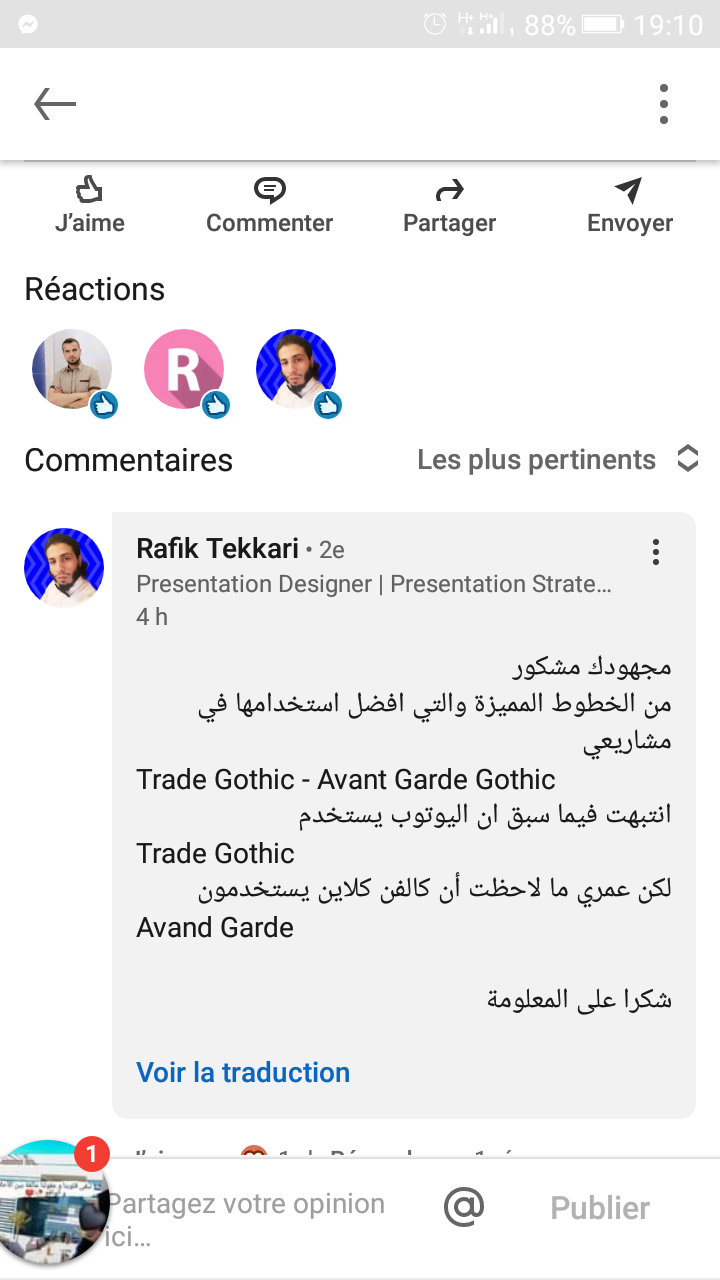 88% 19:10
J'aime Commenter Partager Envoyer
Réactions
R
Commentaires Les plus pertinents
Rafik Tekkari • 2e
Presentation Designer | Presentation Strate...
4 h
مجهودك مشكور
من الخطوط المميزة والتي افضل استخدامها في
مشاريعي
Trade Gothic - Avant Garde Gothic
انتبهت فيما سبق ان اليوتوب يستخدم
Trade Gothic
لكن عمري ما لاحظت أن كالفن كلاين يستخدمون
Avand Garde
شكرا على المعلومة
Voir la traduction
1
Partagez votre opinion
ici...
@ Publier